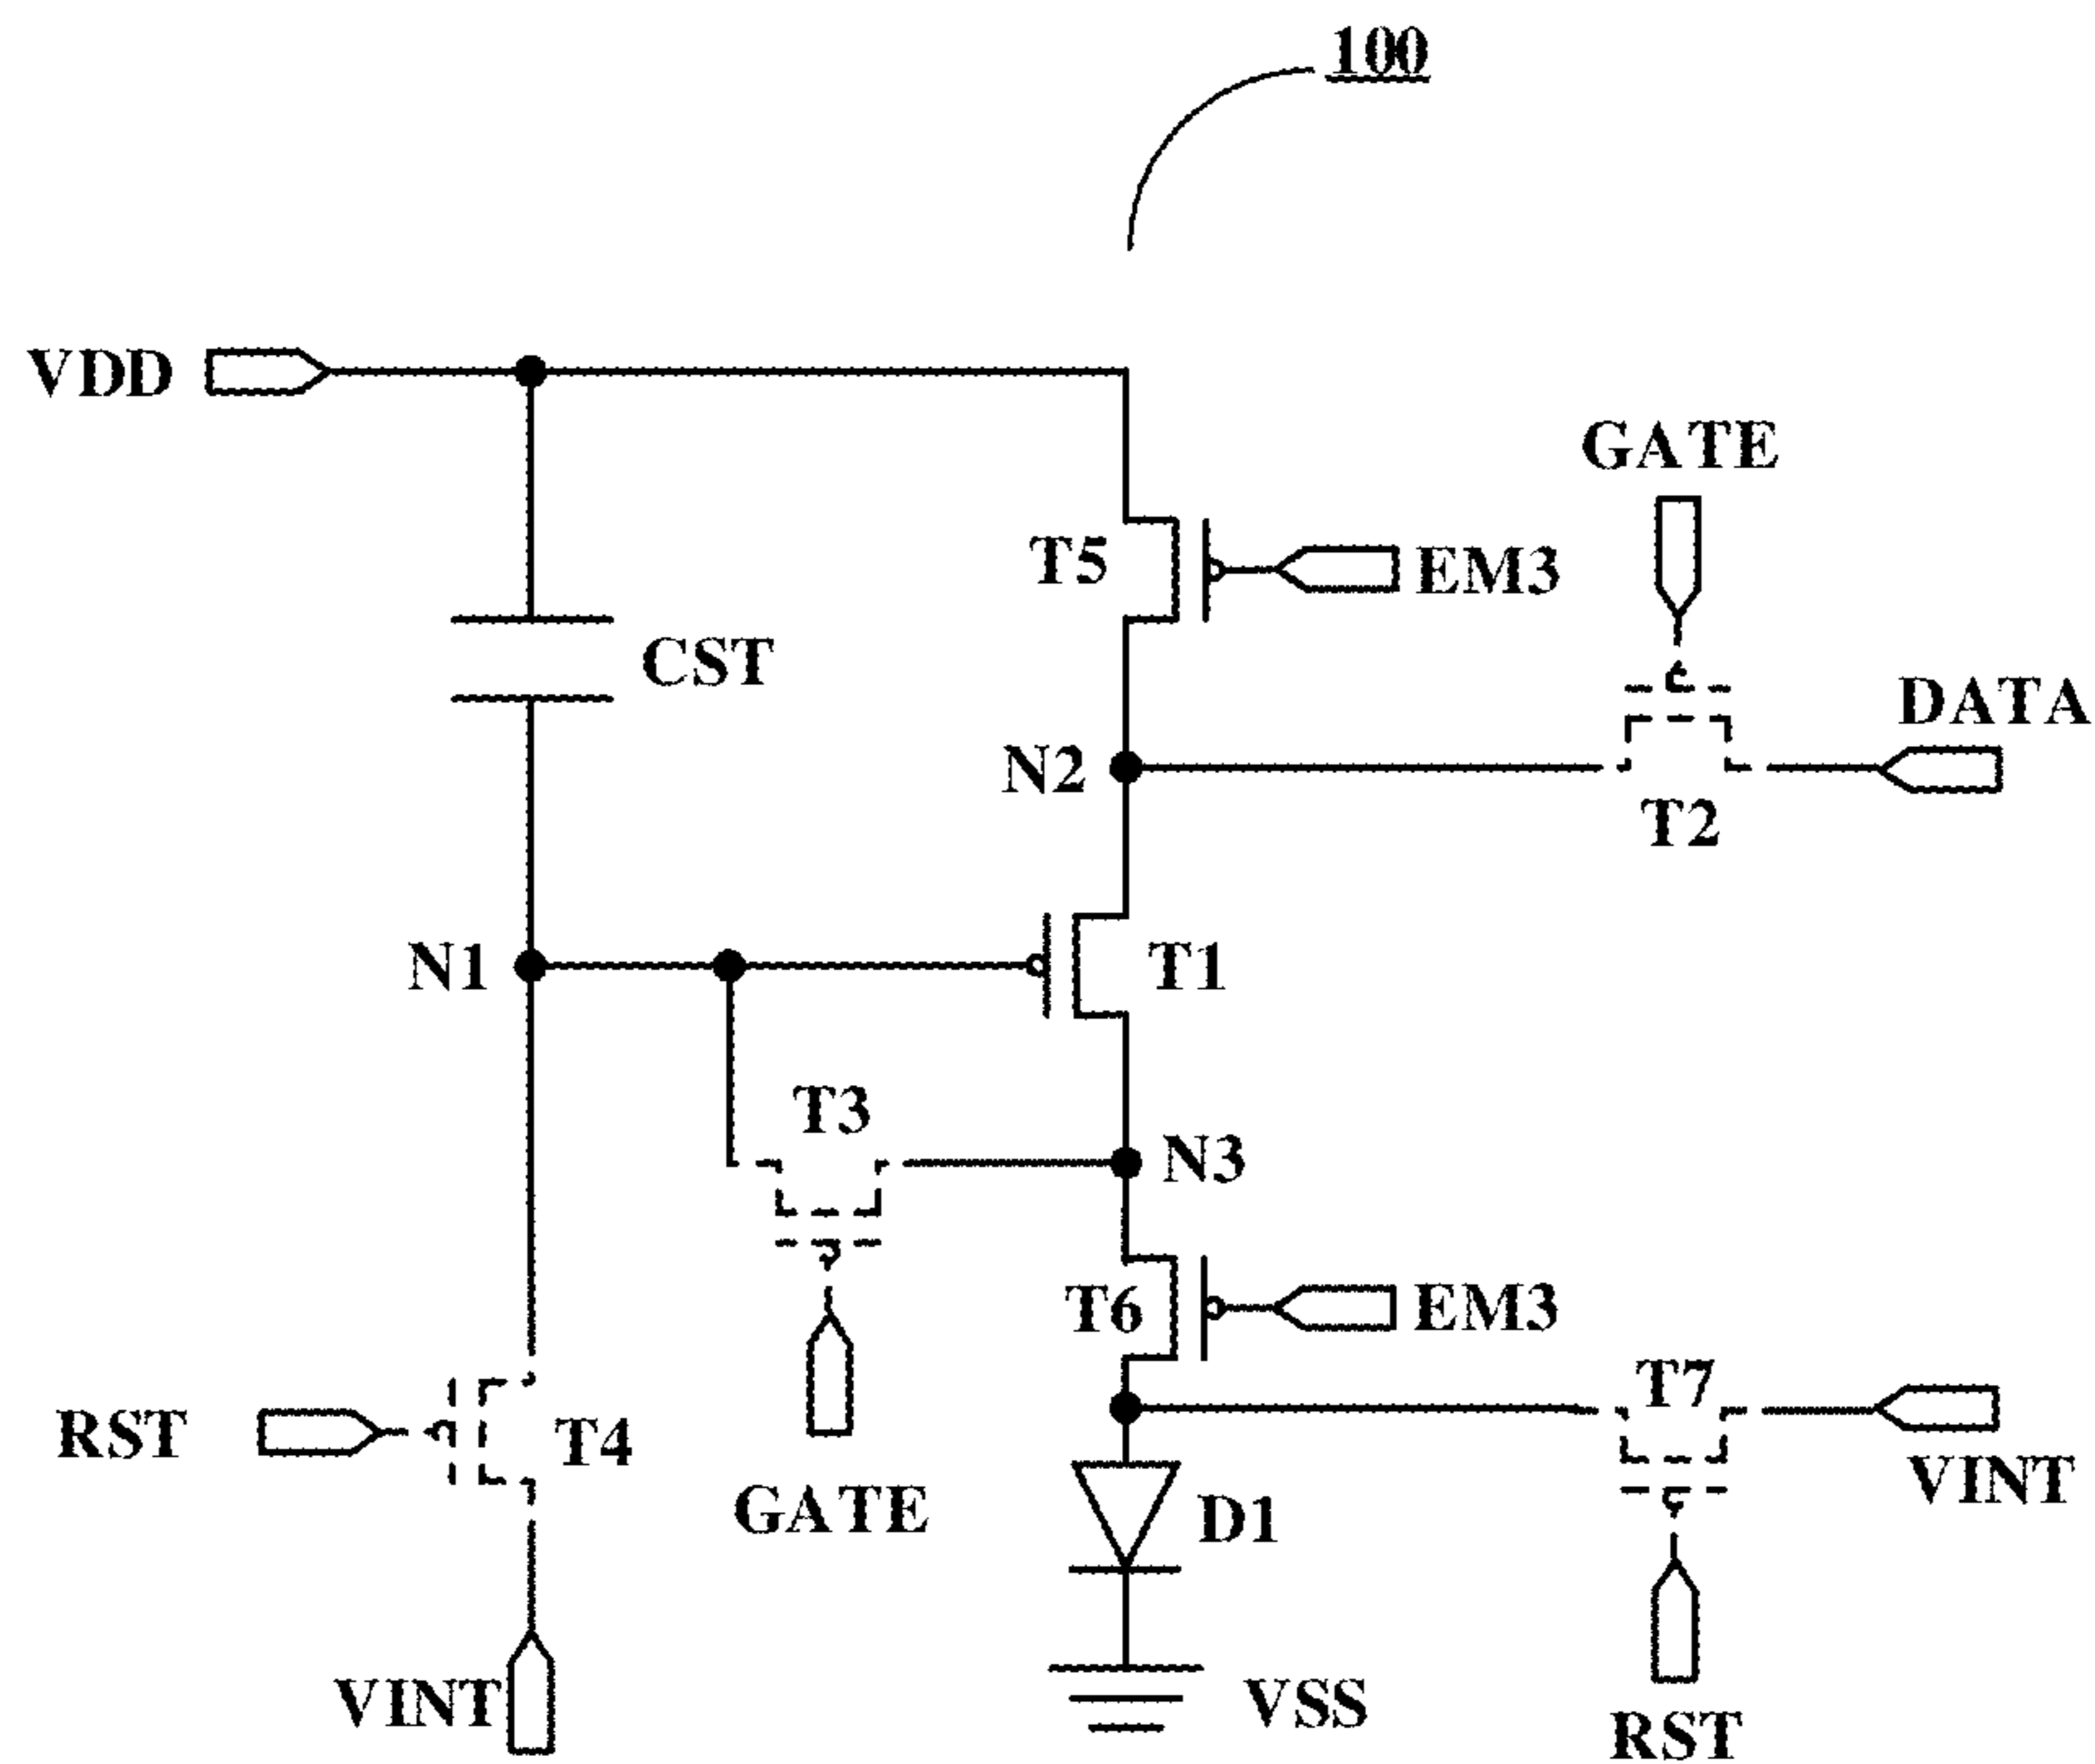 100
VDD
GATE
T5
EM3
CST
DATA
N2
T2
N1
T1
T3
N3
T6
EM3
T7
RST
T4
VINT
GATE
D1
VINT
VSS
RST